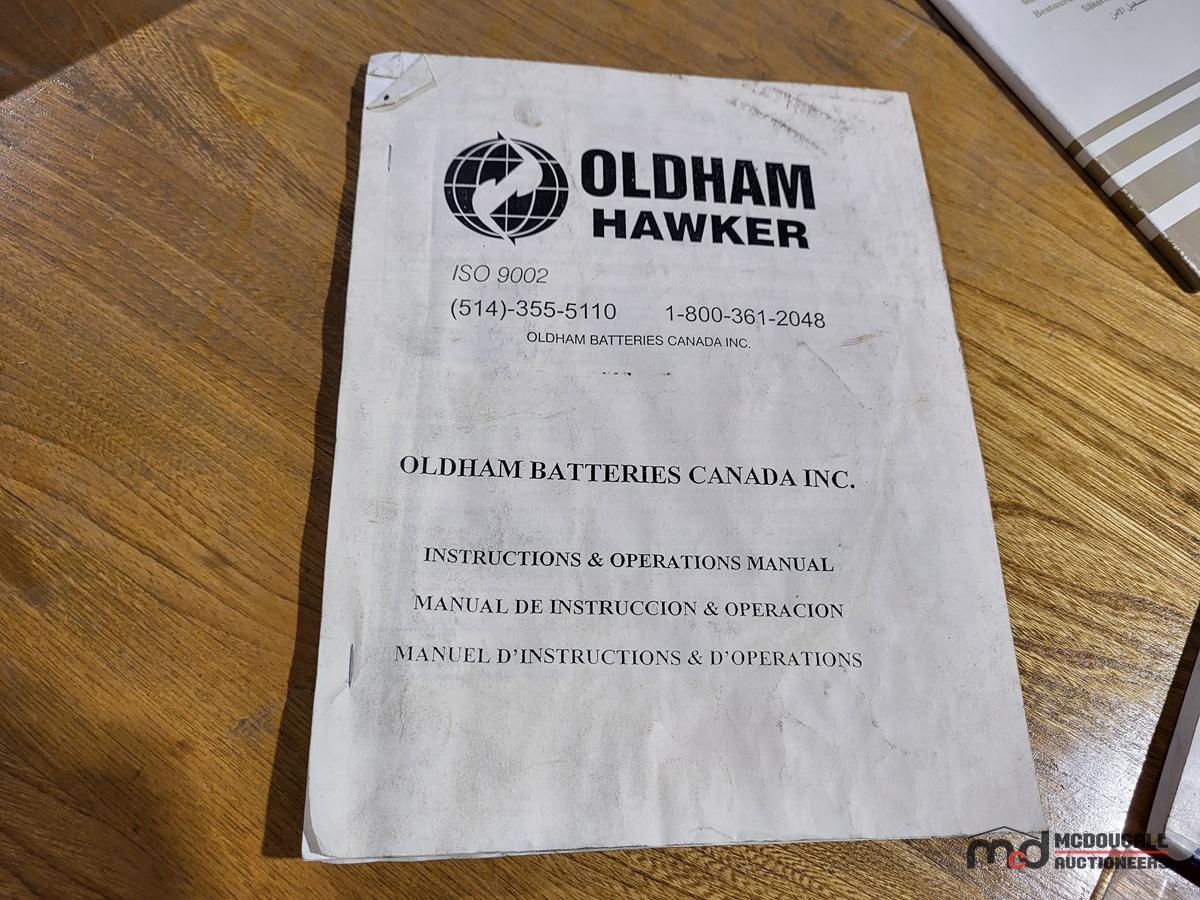 OLDHAM
HAWKER
ISO 9002
(514)-355-5110 1-800-361-2048
OLDHAM BATTERIES CANADA INC.
OLDHAM BATTERIES CANADA INC.
INSTRUCTIONS & OPERATIONS MANUAL
MANUAL DE INSTRUCCION & OPERACION
MANUEL D'INSTRUCTIONS & D'OPERATIONS
mcd MCDOUGALL
AUCTIONEERS